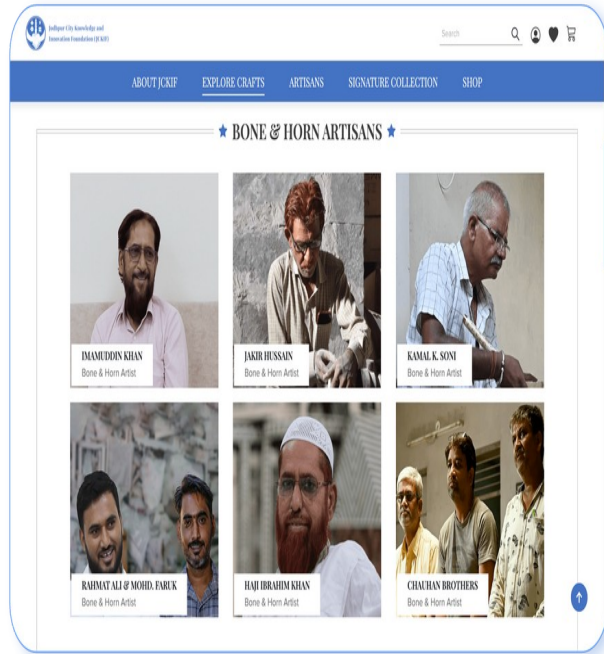 Jodhpur City Knowledge and
Innovation Foundation (JCKIF)
Search
ABOUT JCKIF EXPLORE CRAFTS ARTISANS SIGNATURE COLLECTION SHOP
BONE & HORN ARTISANS
IMAMUDDIN KHAN
Bone & Horn Artist
JAKIR HUSSAIN
Bone & Horn Artist
KAMAL K. SONI
Bone & Horn Artist
RAHMAT ALI & MOHD. FARUK
Bone & Horn Artist
HAJI IBRAHIM KHAN
Bone & Horn Artist
CHAUHAN BROTHERS
Bone & Horn Artist